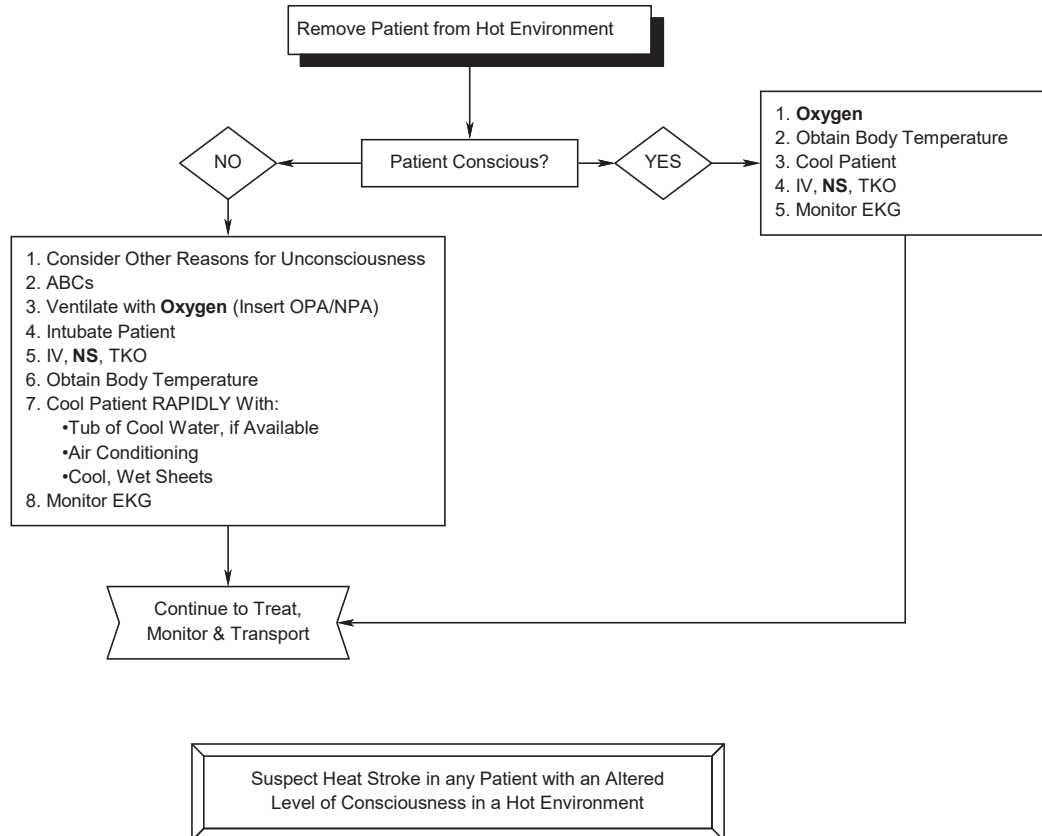 Remove Patient from Hot Environment
Patient Conscious?
NO
YES
1. Oxygen
2. Obtain Body Temperature
3. Cool Patient
4. IV, NS, TKO
5. Monitor EKG
1. Consider Other Reasons for Unconsciousness
2. ABCs
3. Ventilate with Oxygen (Insert OPA/NPA)
4. Intubate Patient
5. IV, NS, TKO
6. Obtain Body Temperature
7. Cool Patient RAPIDLY With:
•Tub of Cool Water, if Available
•Air Conditioning
•Cool, Wet Sheets
8. Monitor EKG
Continue to Treat,
Monitor & Transport
Suspect Heat Stroke in any Patient with an Altered
Level of Consciousness in a Hot Environment